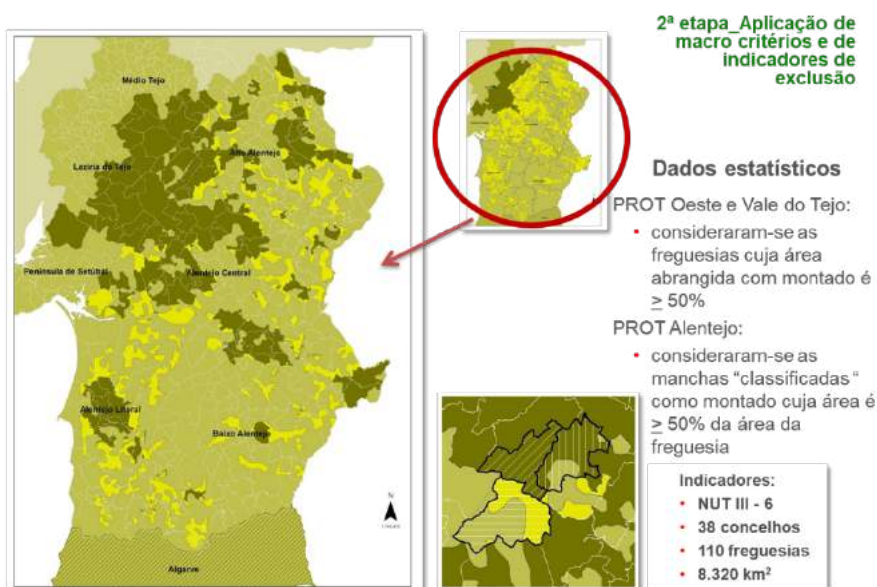 2ª etapa_Aplicação de
macro critérios e de
indicadores de
exclusão
Médio Tejo
Lezíria do Tejo
Alto Alentejo
Península de Setúbal
Alentejo Central
Alentejo Litoral
Baixo Alentejo
Algarve
N
Dados estatísticos
PROT Oeste e Vale do Tejo:
• consideraram-se as
freguesias cuja área
abrangida com montado é
≥ 50%
PROT Alentejo:
• consideraram-se as
manchas "classificadas "
como montado cuja área é
≥ 50% da área da
freguesia
Indicadores:
• NUT III - 6
• 38 concelhos
• 110 freguesias
• 8.320 km²